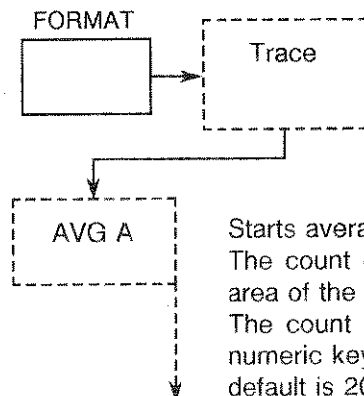 FORMAT
Trace
AVG A
Starts avera
The count
area of the
The count
numeric key
default is 20